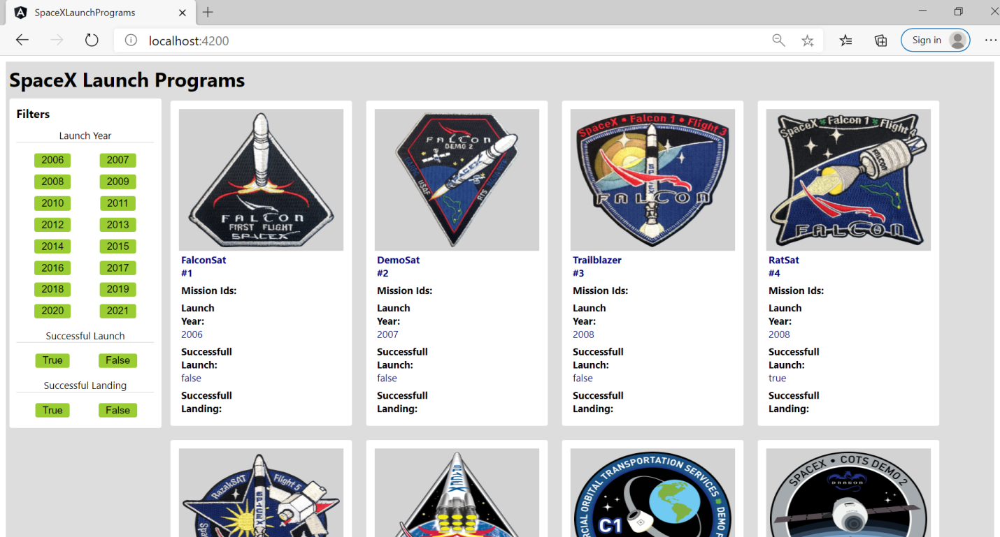 SpaceXLaunchPrograms
localhost:4200
Sign in
SpaceX Launch Programs
Filters
Launch Year
2006 2007
2008 2009
2010 2011
2012 2013
2014 2015
2016 2017
2018 2019
2020 2021
Successful Launch
True False
Successful Landing
True False
FALCON
FIRST FLIGHT
SPACEX
FalconSat
#1
Mission Ids:
Launch
Year:
2006
Successfull
Launch:
false
Successfull
Landing:
FALCON
DEMO 2
SPACEX
USAF
DemoSat
#2
Mission Ids:
Launch
Year:
2007
Successfull
Launch:
false
Successfull
Landing:
SpaceX • Falcon 1 • Flight 3
SPACEX
FALCON
Trailblazer
#3
Mission Ids:
Launch
Year:
2008
Successfull
Launch:
false
Successfull
Landing:
SpaceX Falcon 1 Flight 4
FALCON
FALCON
RatSat
#4
Mission Ids:
Launch
Year:
2008
Successfull
Launch:
true
Successfull
Landing:
RazakSAT Flight 5
SPACEX
SPACEX
ORBITAL TRANSPORTATION SERVICES
DEMO
C1
SPACEX • COTS DEMO 2
DRAGON